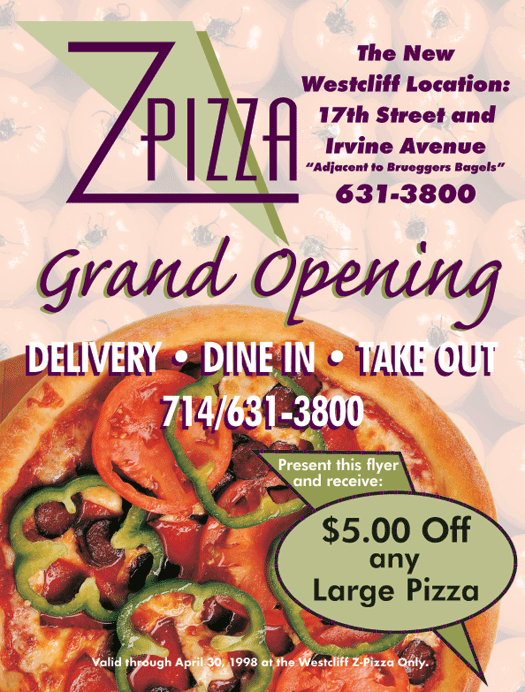 ZPIZZA
The New
Westcliff Location:
17th Street and
Irvine Avenue
"Adjacent to Brueggers Bagels"
631-3800
Grand Opening
DELIVERY • DINE IN • TAKE OUT
714/631-3800
Present this flyer
and receive:
$5.00 Off
any
Large Pizza
Valid through April 30, 1998 at the Westcliff Z-Pizza Only.